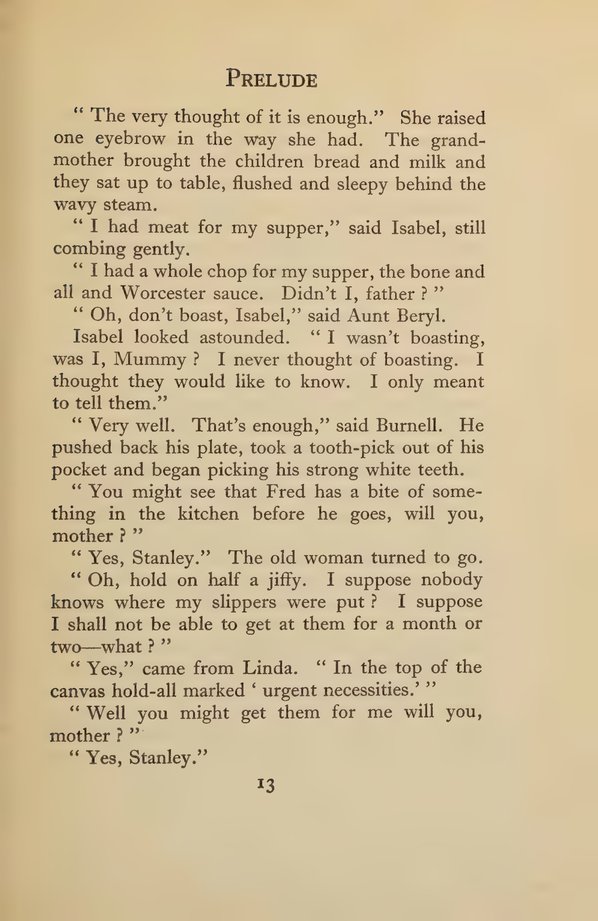 PRELUDE
“ The very thought of it is enough.” She raised
one eyebrow in the way she had. The grand-
mother brought the children bread and milk and
they sat up to table, flushed and sleepy behind the
wavy steam.
“ I had meat for my supper,” said Isabel, still
combing gently.
“ I had a whole chop for my supper, the bone and
all and Worcester sauce. Didn’t I, father ? ”
“ Oh, don’t boast, Isabel,” said Aunt Beryl.
Isabel looked astounded. “ I wasn’t boasting,
was I, Mummy ? I never thought of boasting. I
thought they would like to know. I only meant
to tell them.”
“ Very well. That’s enough,” said Burnell. He
pushed back his plate, took a tooth-pick out of his
pocket and began picking his strong white teeth.
“ You might see that Fred has a bite of some-
thing in the kitchen before he goes, will you,
mother ? ”
“ Yes, Stanley.” The old woman turned to go.
“ Oh, hold on half a jiffy. I suppose nobody
knows where my slippers were put ? I suppose
I shall not be able to get at them for a month or
two—what ? ”
“ Yes,” came from Linda. “ In the top of the
canvas hold-all marked ‘ urgent necessities.’ ”
“ Well you might get them for me will you,
mother ? ”
“ Yes, Stanley.”
13